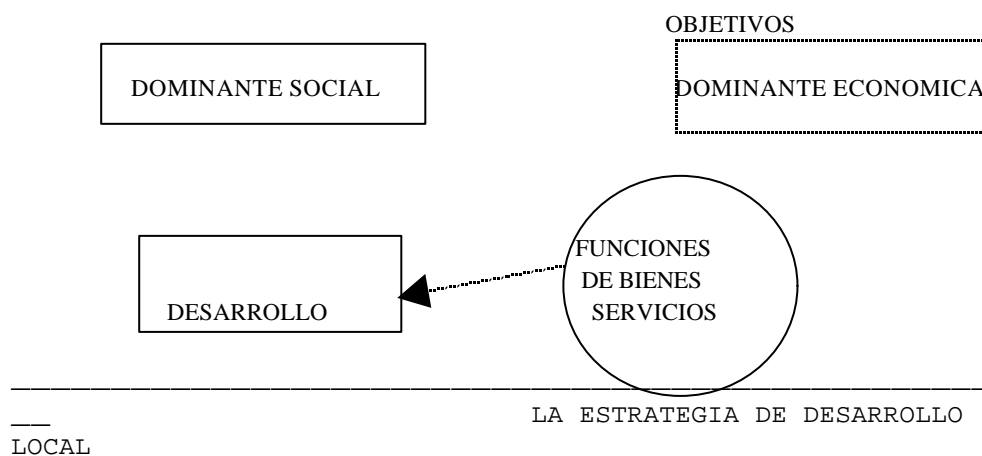 OBJETIVOS
DOMINANTE SOCIAL
DOMINANTE ECONOMICA
FUNCIONES
DE BIENES
SERVICIOS
DESARROLLO
LA ESTRATEGIA DE DESARROLLO
LOCAL